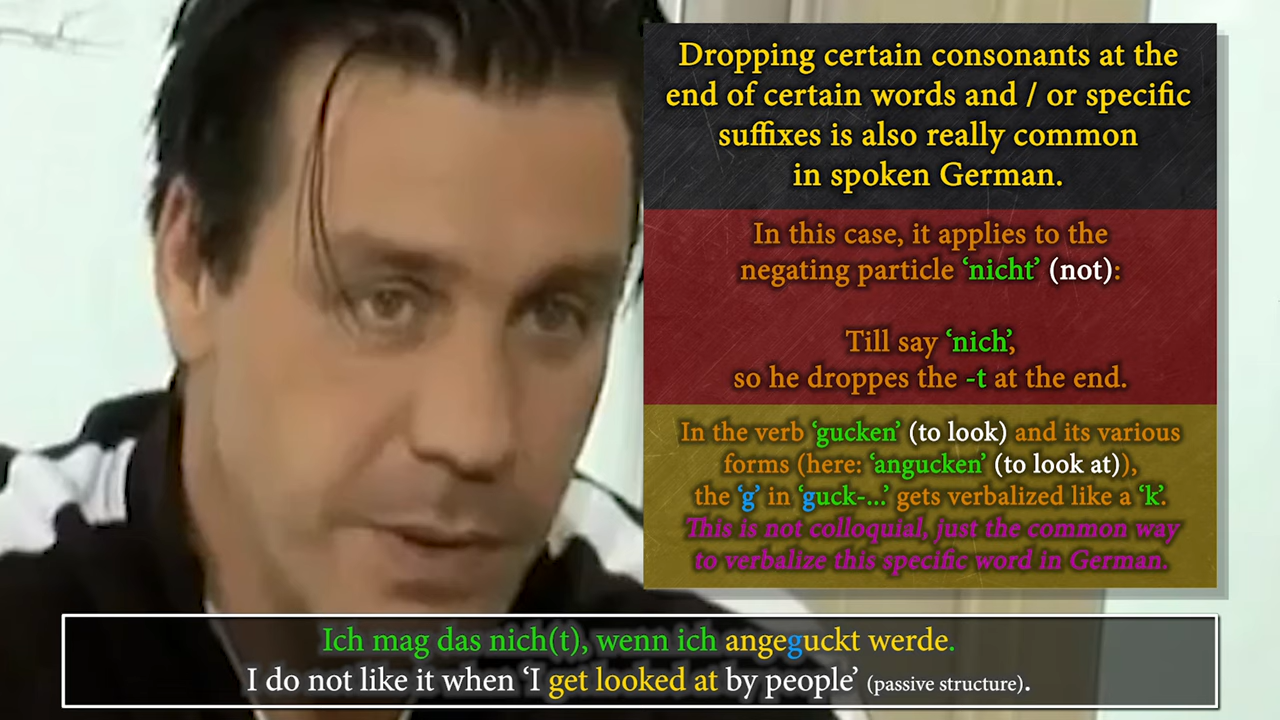 Dropping certain consonants at the
end of certain words and / or specific
suffixes is also really common
in spoken German.
In this case, it applies to the
negating particle ‘nicht’ (not):
Till say ‘nich’,
so he droppes the -t at the end.
In the verb ‘gucken’ (to look) and its various
forms (here: ‘angucken’ (to look at)),
the ‘g’ in ‘guck-...’ gets verbalized like a ‘k’.
This is not colloquial, just the common way
to verbalize this specific word in German.
Ich mag das nich(t), wenn ich angeguckt werde.
I do not like it when ‘I get looked at by people’ (passive structure).